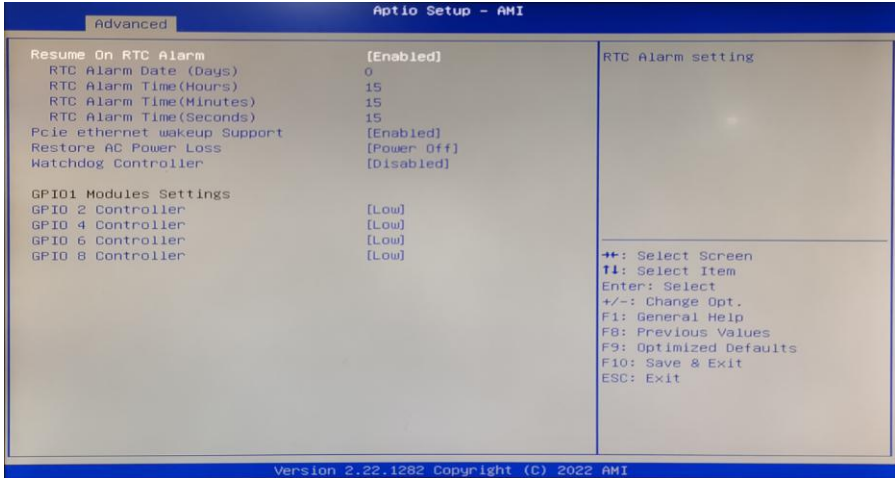 Aptio Setup – AMI
Advanced
Resume On RTC Alarm [Enabled]
RTC Alarm Date (Days) 0
RTC Alarm Time(Hours) 15
RTC Alarm Time(Minutes) 15
RTC Alarm Time(Seconds) 15
Pcie ethernet wakeup Support [Enabled]
Restore AC Power Loss [Power Off]
Watchdog Controller [Disabled]
GPIO1 Modules Settings
GPIO 2 Controller [Low]
GPIO 4 Controller [Low]
GPIO 6 Controller [Low]
GPIO 8 Controller [Low]
RTC Alarm setting
→←: Select Screen
↑↓: Select Item
Enter: Select
+/-: Change Opt.
F1: General Help
F8: Previous Values
F9: Optimized Defaults
F10: Save & Exit
ESC: Exit
Version 2.22.1282 Copyright (C) 2022 AMI